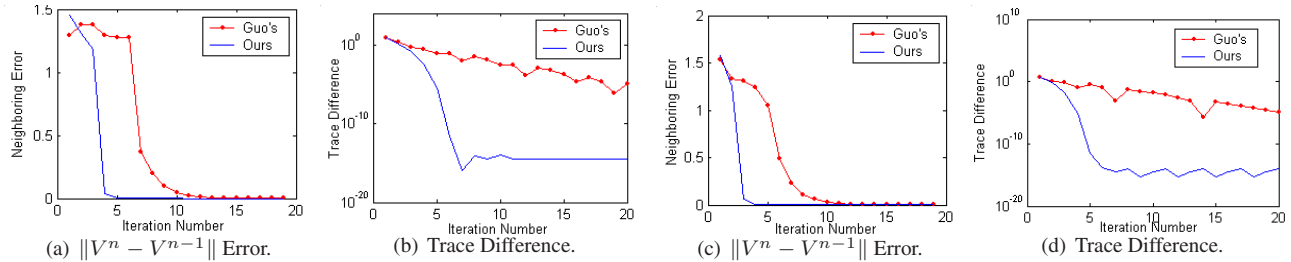 Neighboring Error
1.5
1
0.5
0
0
5
10
15
20
Iteration Number
Guo's
Ours
(a) ‖V^n − V^{n−1}‖ Error.
Trace Difference
10^0
10^-10
10^-20
0
5
10
15
20
Iteration Number
Guo's
Ours
(b) Trace Difference.
Neighboring Error
2
1.5
1
0.5
0
0
5
10
15
20
Iteration Number
Guo's
Ours
(c) ‖V^n − V^{n−1}‖ Error.
Trace Difference
10^10
10^0
10^-10
10^-20
0
5
10
15
20
Iteration Number
Guo's
Ours
(d) Trace Difference.